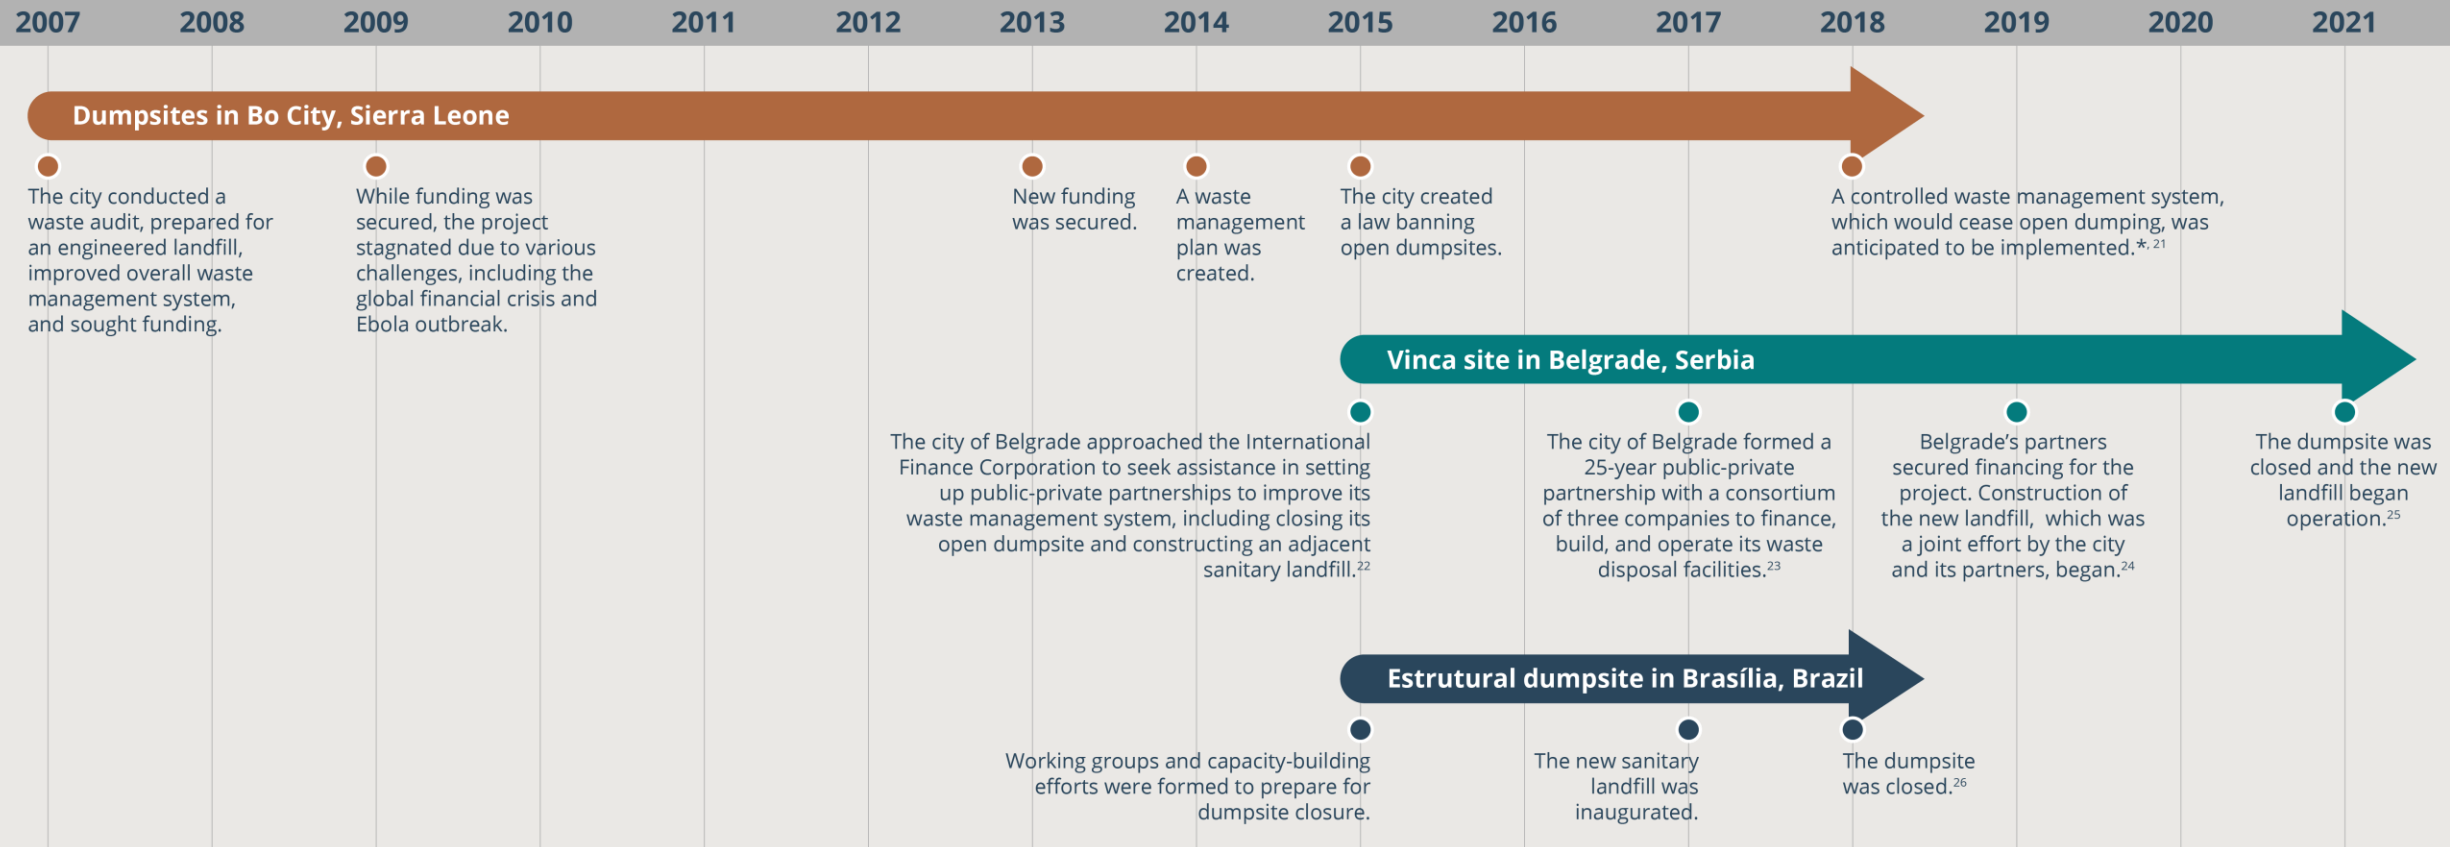 2007 2008 2009 2010 2011 2012 2013 2014 2015 2016 2017 2018 2019 2020 2021
Dumpsites in Bo City, Sierra Leone
The city conducted a
waste audit, prepared for
an engineered landfill,
improved overall waste
management system,
and sought funding.
While funding was
secured, the project
stagnated due to various
challenges, including the
global financial crisis and
Ebola outbreak.
New funding
was secured.
A waste
management
plan was
created.
The city created
a law banning
open dumpsites.
A controlled waste management system,
which would cease open dumping, was
anticipated to be implemented.*, 21
Vinca site in Belgrade, Serbia
The city of Belgrade approached the International
Finance Corporation to seek assistance in setting
up public-private partnerships to improve its
waste management system, including closing its
open dumpsite and constructing an adjacent
sanitary landfill.22
The city of Belgrade formed a
25-year public-private
partnership with a consortium
of three companies to finance,
build, and operate its waste
disposal facilities.23
Belgrade’s partners
secured financing for the
project. Construction of
the new landfill, which was
a joint effort by the city
and its partners, began.24
The dumpsite was
closed and the new
landfill began
operation.25
Estrutural dumpsite in Brasília, Brazil
Working groups and capacity-building
efforts were formed to prepare for
dumpsite closure.
The new sanitary
landfill was
inaugurated.
The dumpsite
was closed.26